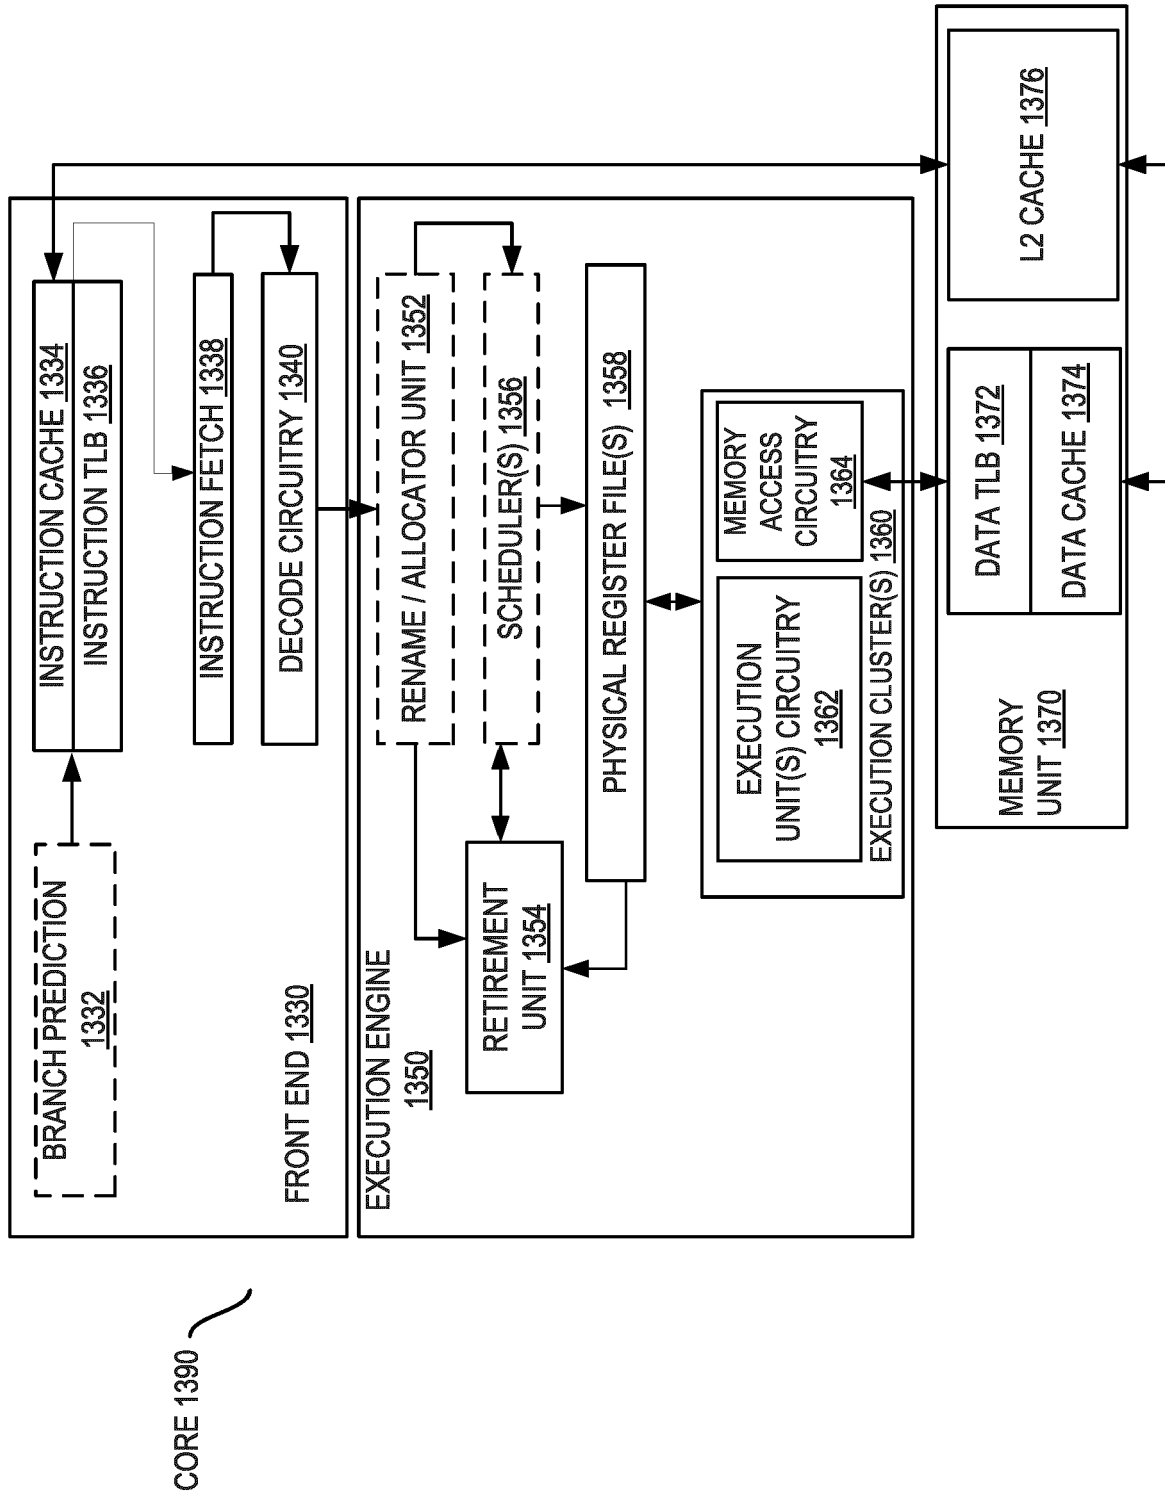 CORE 1390
FRONT END 1330
BRANCH PREDICTION
1332
INSTRUCTION CACHE 1334
INSTRUCTION TLB 1336
INSTRUCTION FETCH 1338
DECODE CIRCUITRY 1340
EXECUTION ENGINE
1350
RENAME / ALLOCATOR UNIT 1352
SCHEDULER(S) 1356
RETIREMENT
UNIT 1354
PHYSICAL REGISTER FILE(S) 1358
EXECUTION
UNIT(S) CIRCUITRY
1362
MEMORY
ACCESS
CIRCUITRY
1364
EXECUTION CLUSTER(S) 1360
MEMORY
UNIT 1370
DATA TLB 1372
DATA CACHE 1374
L2 CACHE 1376